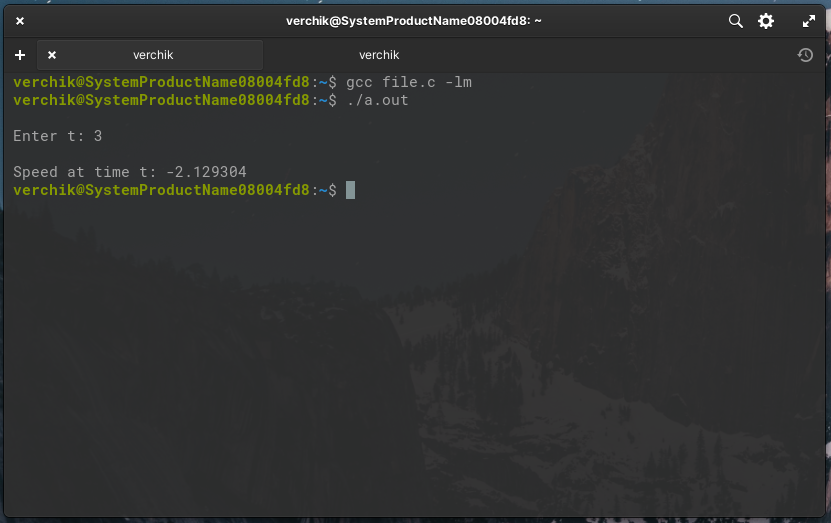 verchik@SystemProductName08004fd8: ~
verchik
verchik
verchik@SystemProductName08004fd8:~$ gcc file.c -lm
verchik@SystemProductName08004fd8:~$ ./a.out
Enter t: 3
Speed at time t: -2.129304
verchik@SystemProductName08004fd8:~$